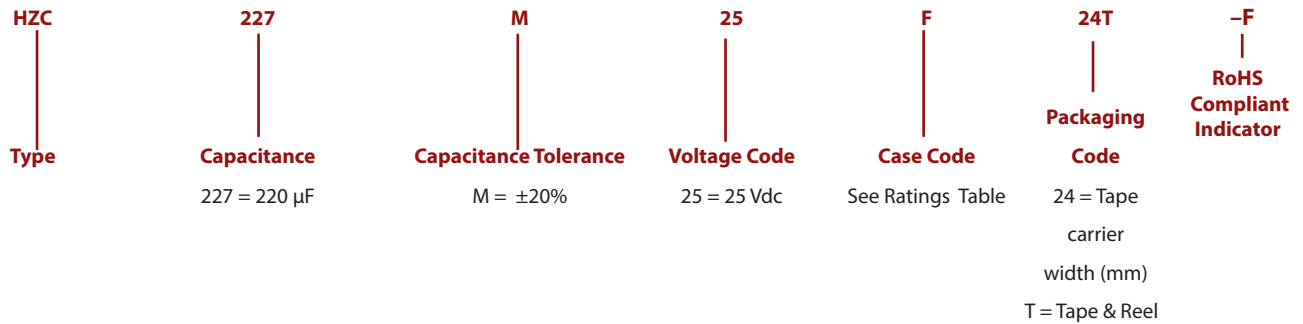 HZC 227 M 25 F 24T –F
RoHS
Compliant
Indicator
Packaging
Type Capacitance Capacitance Tolerance Voltage Code Case Code Code
227 = 220 µF M = ±20% 25 = 25 Vdc See Ratings Table 24 = Tape
carrier
width (mm)
T = Tape & Reel